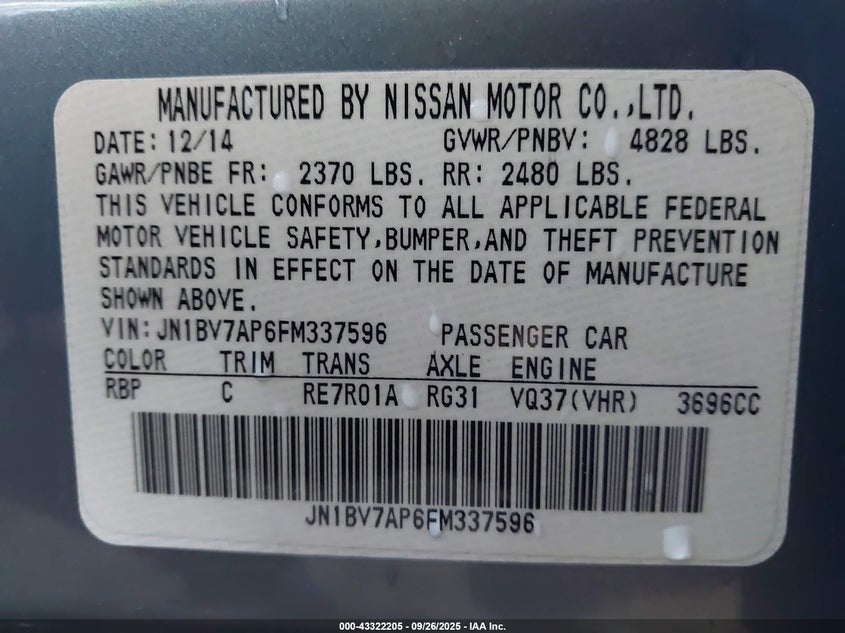 MANUFACTURED BY NISSAN MOTOR CO.,LTD.
DATE: 12/14 GVWR/PNBV: 4828 LBS.
GAWR/PNBE FR: 2370 LBS. RR: 2480 LBS.
THIS VEHICLE CONFORMS TO ALL APPLICABLE FEDERAL
MOTOR VEHICLE SAFETY,BUMPER,AND THEFT PREVENTION
STANDARDS IN EFFECT ON THE DATE OF MANUFACTURE
SHOWN ABOVE.
VIN:JN1BV7AP6FM337596 PASSENGER CAR
COLOR TRIM TRANS AXLE ENGINE
RBP C RE7R01A RG31 VQ37(VHR) 3696CC
JN1BV7AP6FM337596
000-43322205 - 09/26/2025 - IAA Inc.